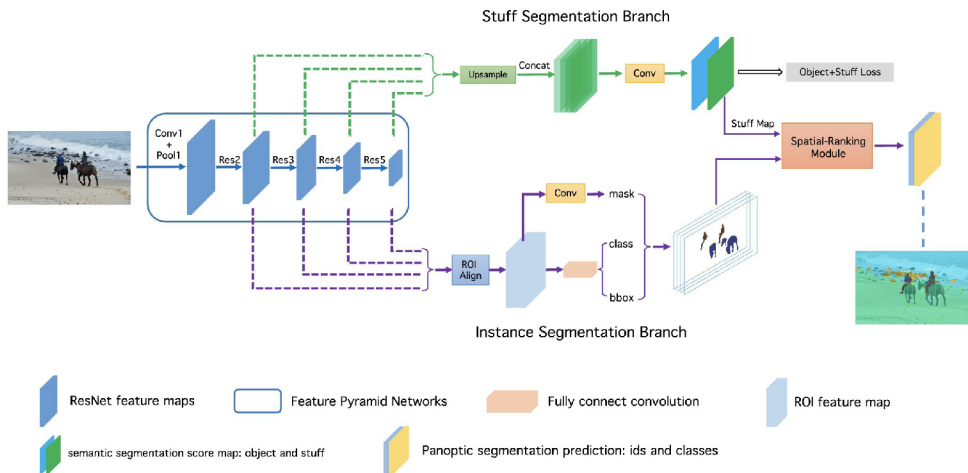 Stuff Segmentation Branch
Upsample
Concat
Conv
Object+Stuff Loss
Stuff Map
Conv1
+
Pool1
Res2
Res3
Res4
Res5
Spatial-Ranking
Module
Conv
mask
ROI
Align
class
bbox
Instance Segmentation Branch
ResNet feature maps
Feature Pyramid Networks
Fully connect convolution
ROI feature map
semantic segmentation score map: object and stuff
Panoptic segmentation prediction: ids and classes